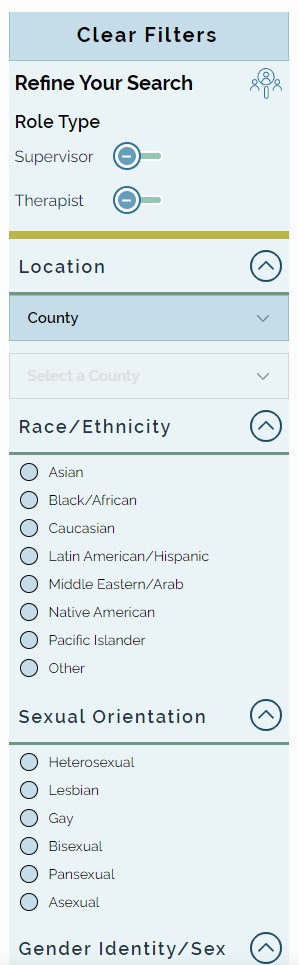 Clear Filters
Refine Your Search
Role Type
Supervisor
Therapist
Location
County
Select a County
Race/Ethnicity
Asian
Black/African
Caucasian
Latin American/Hispanic
Middle Eastern/Arab
Native American
Pacific Islander
Other
Sexual Orientation
Heterosexual
Lesbian
Gay
Bisexual
Pansexual
Asexual
Gender Identity/Sex